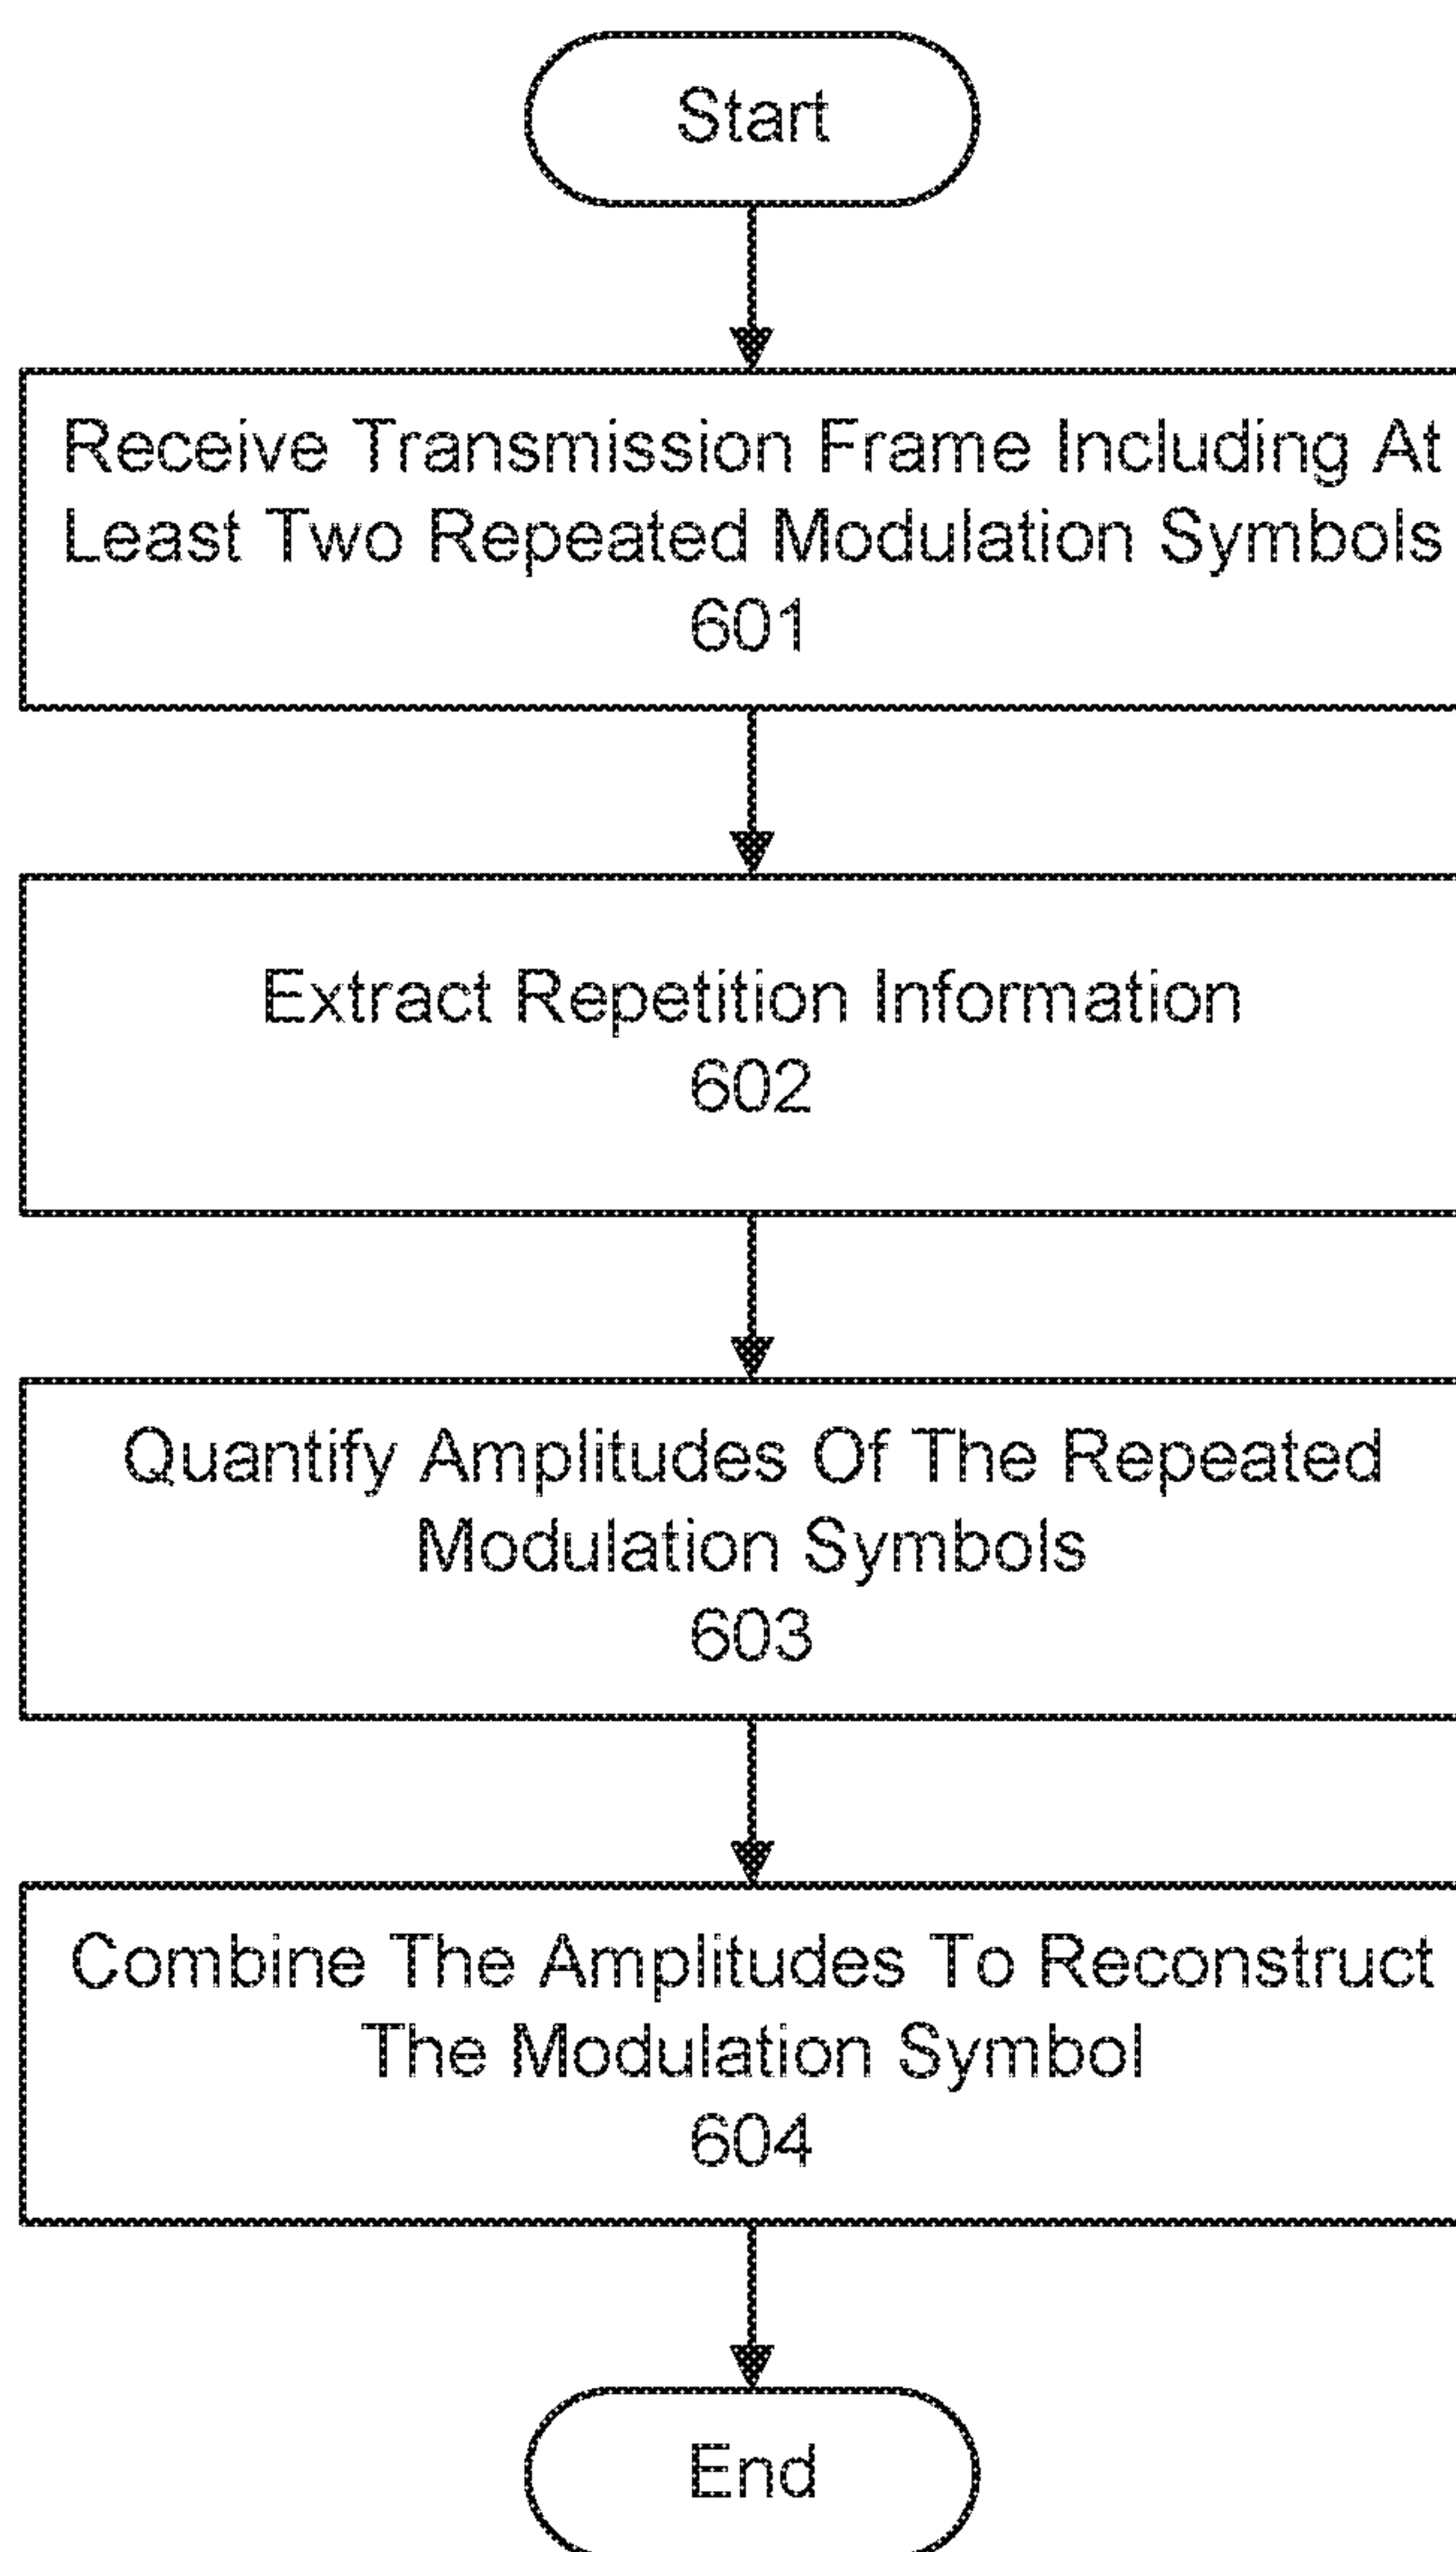 Start
Receive Transmission Frame Including At
Least Two Repeated Modulation Symbols
601
Extract Repetition Information
602
Quantify Amplitudes Of The Repeated
Modulation Symbols
603
Combine The Amplitudes To Reconstruct
The Modulation Symbol
604
End